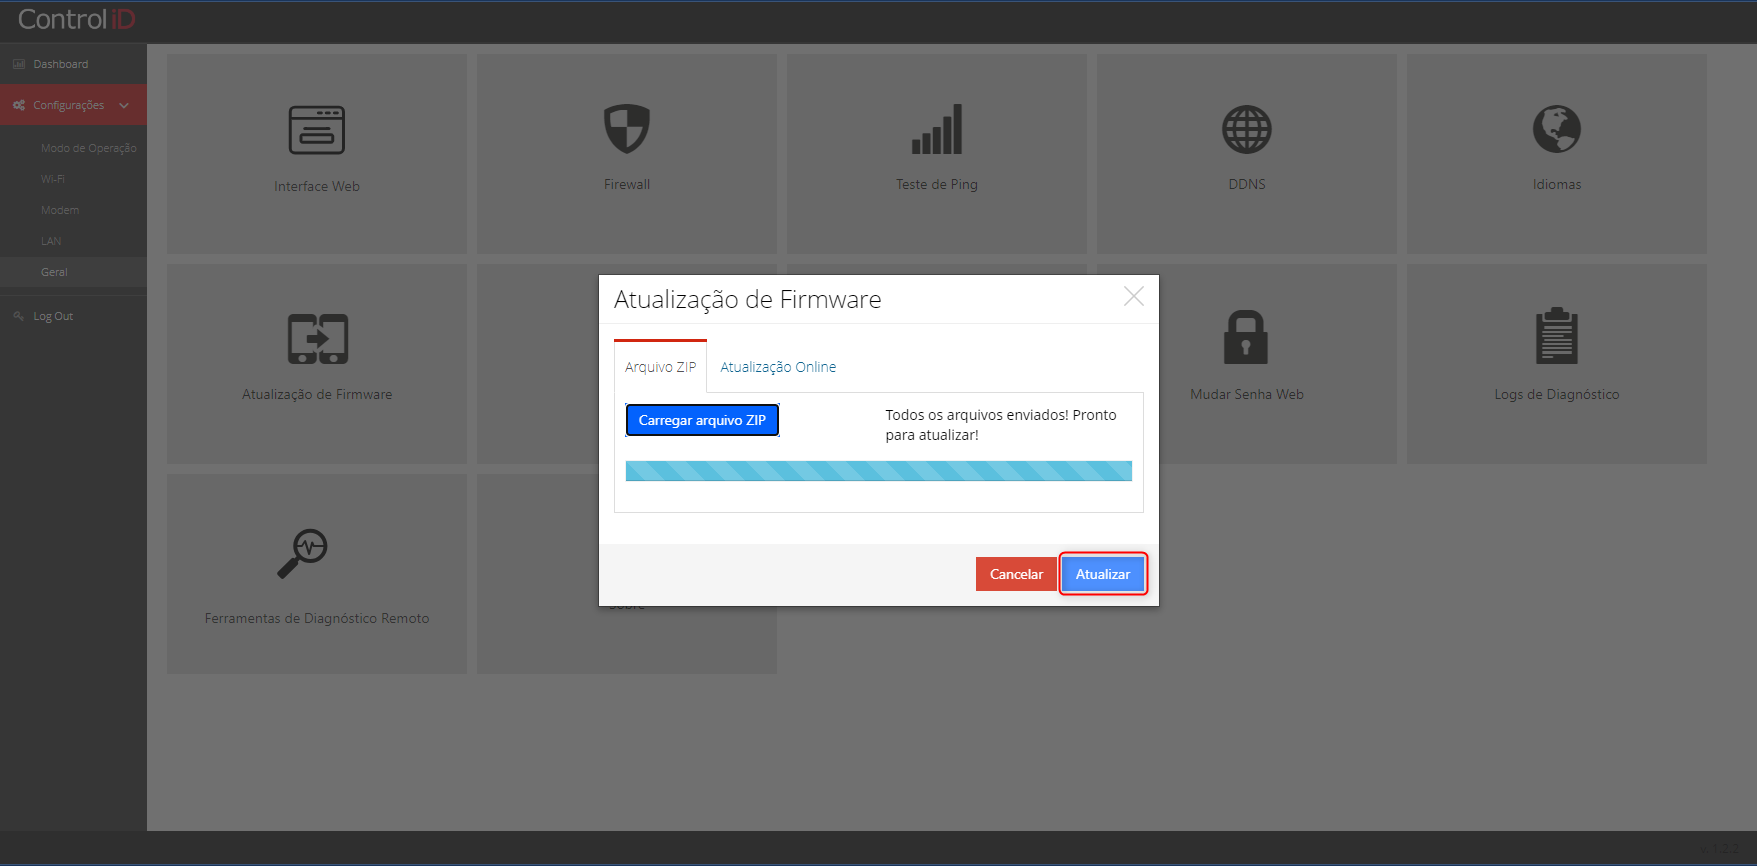 Control iD
Dashboard
Configurações
Modo de Operação
Wi-Fi
Modem
LAN
Geral
Log Out
Interface Web
Firewall
Teste de Ping
DDNS
Idiomas
Atualização de Firmware
Mudar Senha Web
Logs de Diagnóstico
Ferramentas de Diagnóstico Remoto
Sobre
Atualização de Firmware
Arquivo ZIP
Atualização Online
Carregar arquivo ZIP
Todos os arquivos enviados! Pronto
para atualizar!
Cancelar
Atualizar